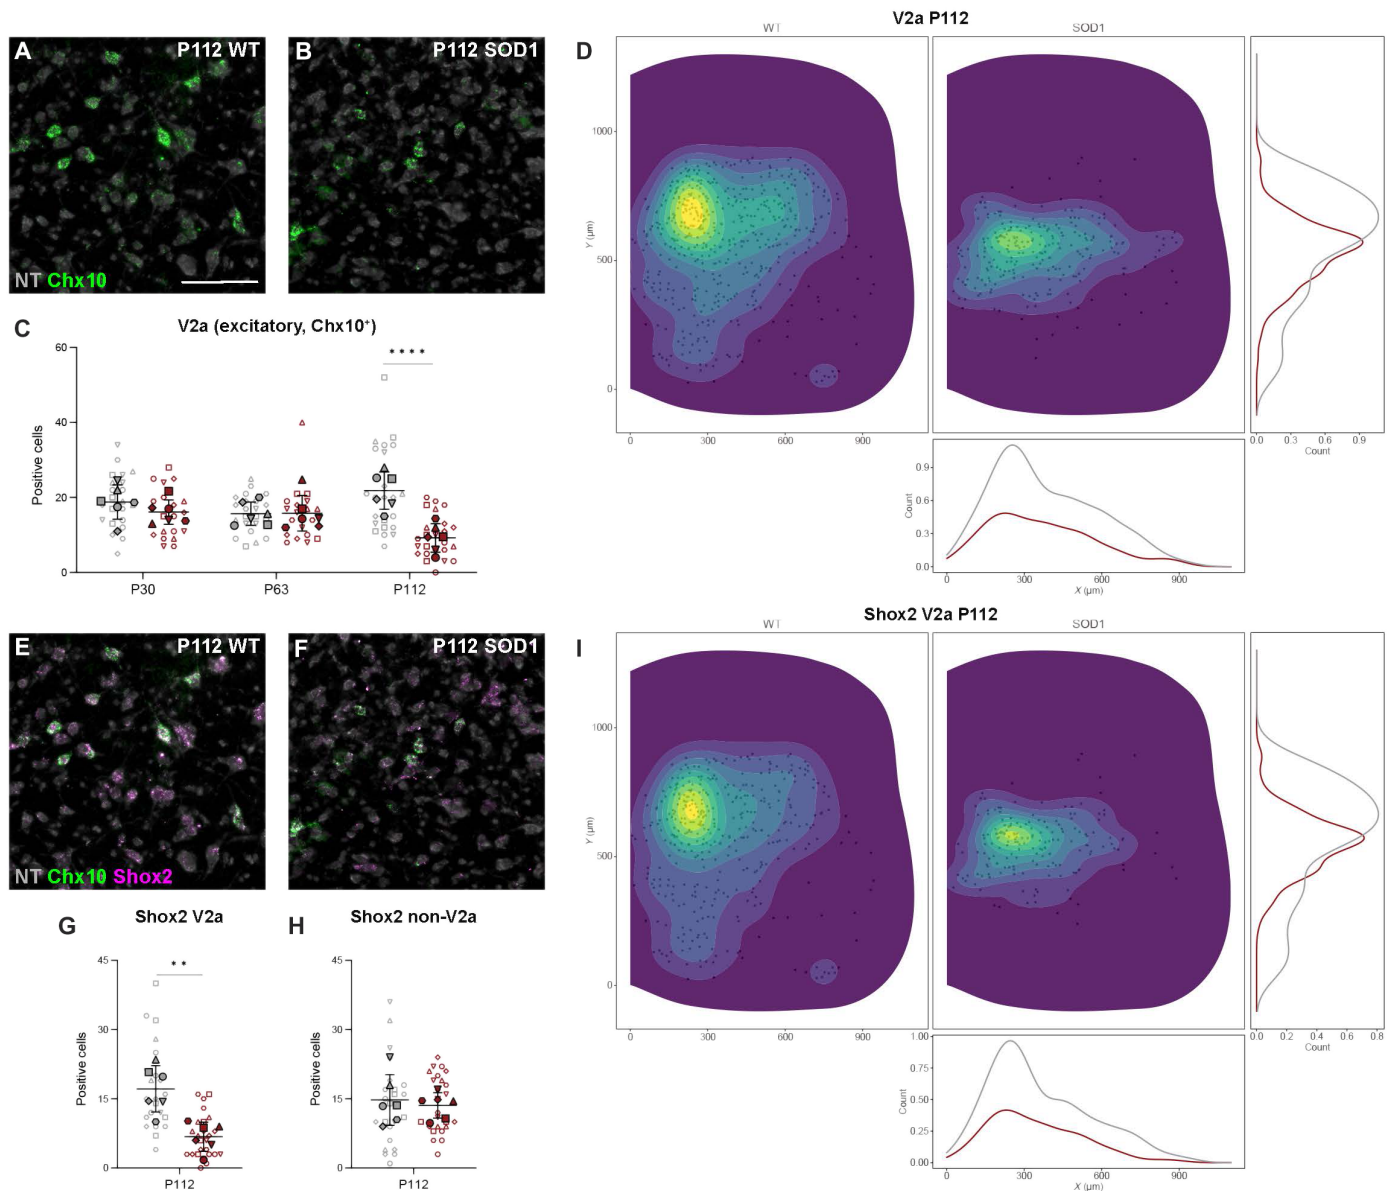 V2a P112
A P112 WT
B P112 SOD1
D
WT
SOD1
NT Chx10
1000
500
0
Y (µm)
0 300 600 900
0.0 0.3 0.6 0.9
Count
C
V2a (excitatory, Chx10⁺)
60
40
20
0
Positive cells
****
P30 P63 P112
0.9
0.6
0.3
0.0
Count
0 300 600 900
X (µm)
Shox2 V2a P112
E P112 WT
F P112 SOD1
I
WT
SOD1
NT Chx10 Shox2
1000
500
0
Y (µm)
0 300 600 900
0.0 0.2 0.4 0.6 0.8
Count
G
Shox2 V2a
45
30
15
0
Positive cells
**
P112
H
Shox2 non-V2a
45
30
15
0
Positive cells
P112
1.00
0.75
0.50
0.25
0.00
Count
0 300 600 900
X (µm)